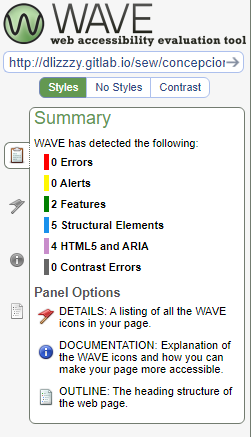 WAVE
web accessibility evaluation tool
http://dlizzzy.gitlab.io/sew/concepcion
Styles No Styles Contrast
Summary
WAVE has detected the following:
0 Errors
0 Alerts
2 Features
5 Structural Elements
4 HTML5 and ARIA
0 Contrast Errors
Panel Options
DETAILS: A listing of all the WAVE
icons in your page.
DOCUMENTATION: Explanation of
the WAVE icons and how you can
make your page more accessible.
OUTLINE: The heading structure of
the web page.